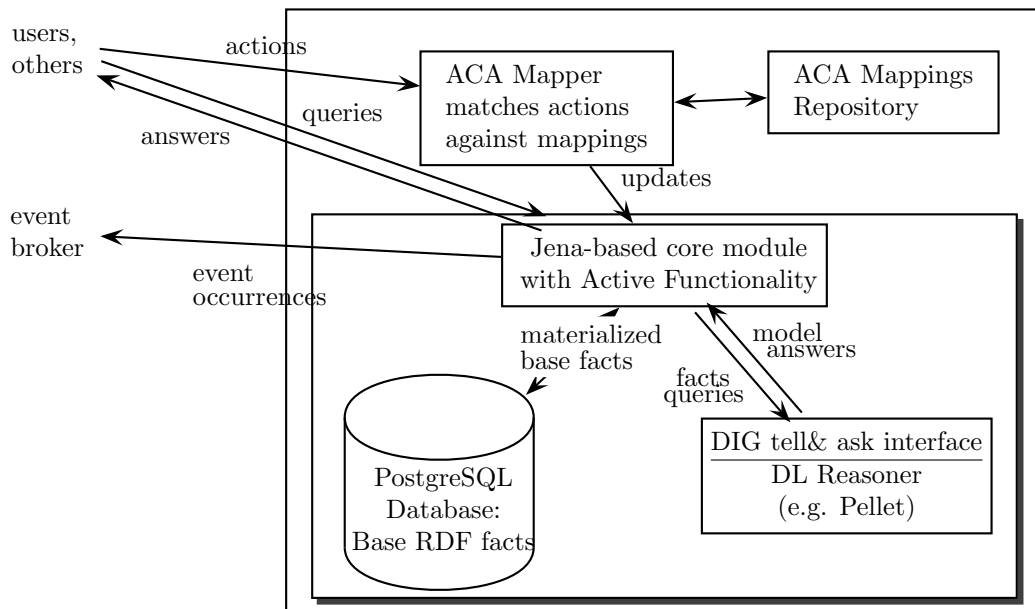 users,
others
actions
ACA Mapper
matches actions
against mappings
ACA Mappings
Repository
queries
answers
updates
event
broker
Jena-based core module
with Active Functionality
event
occurrences
materialized
base facts
model
answers
facts
queries
DIG tell& ask interface
DL Reasoner
(e.g. Pellet)
PostgreSQL
Database:
Base RDF facts